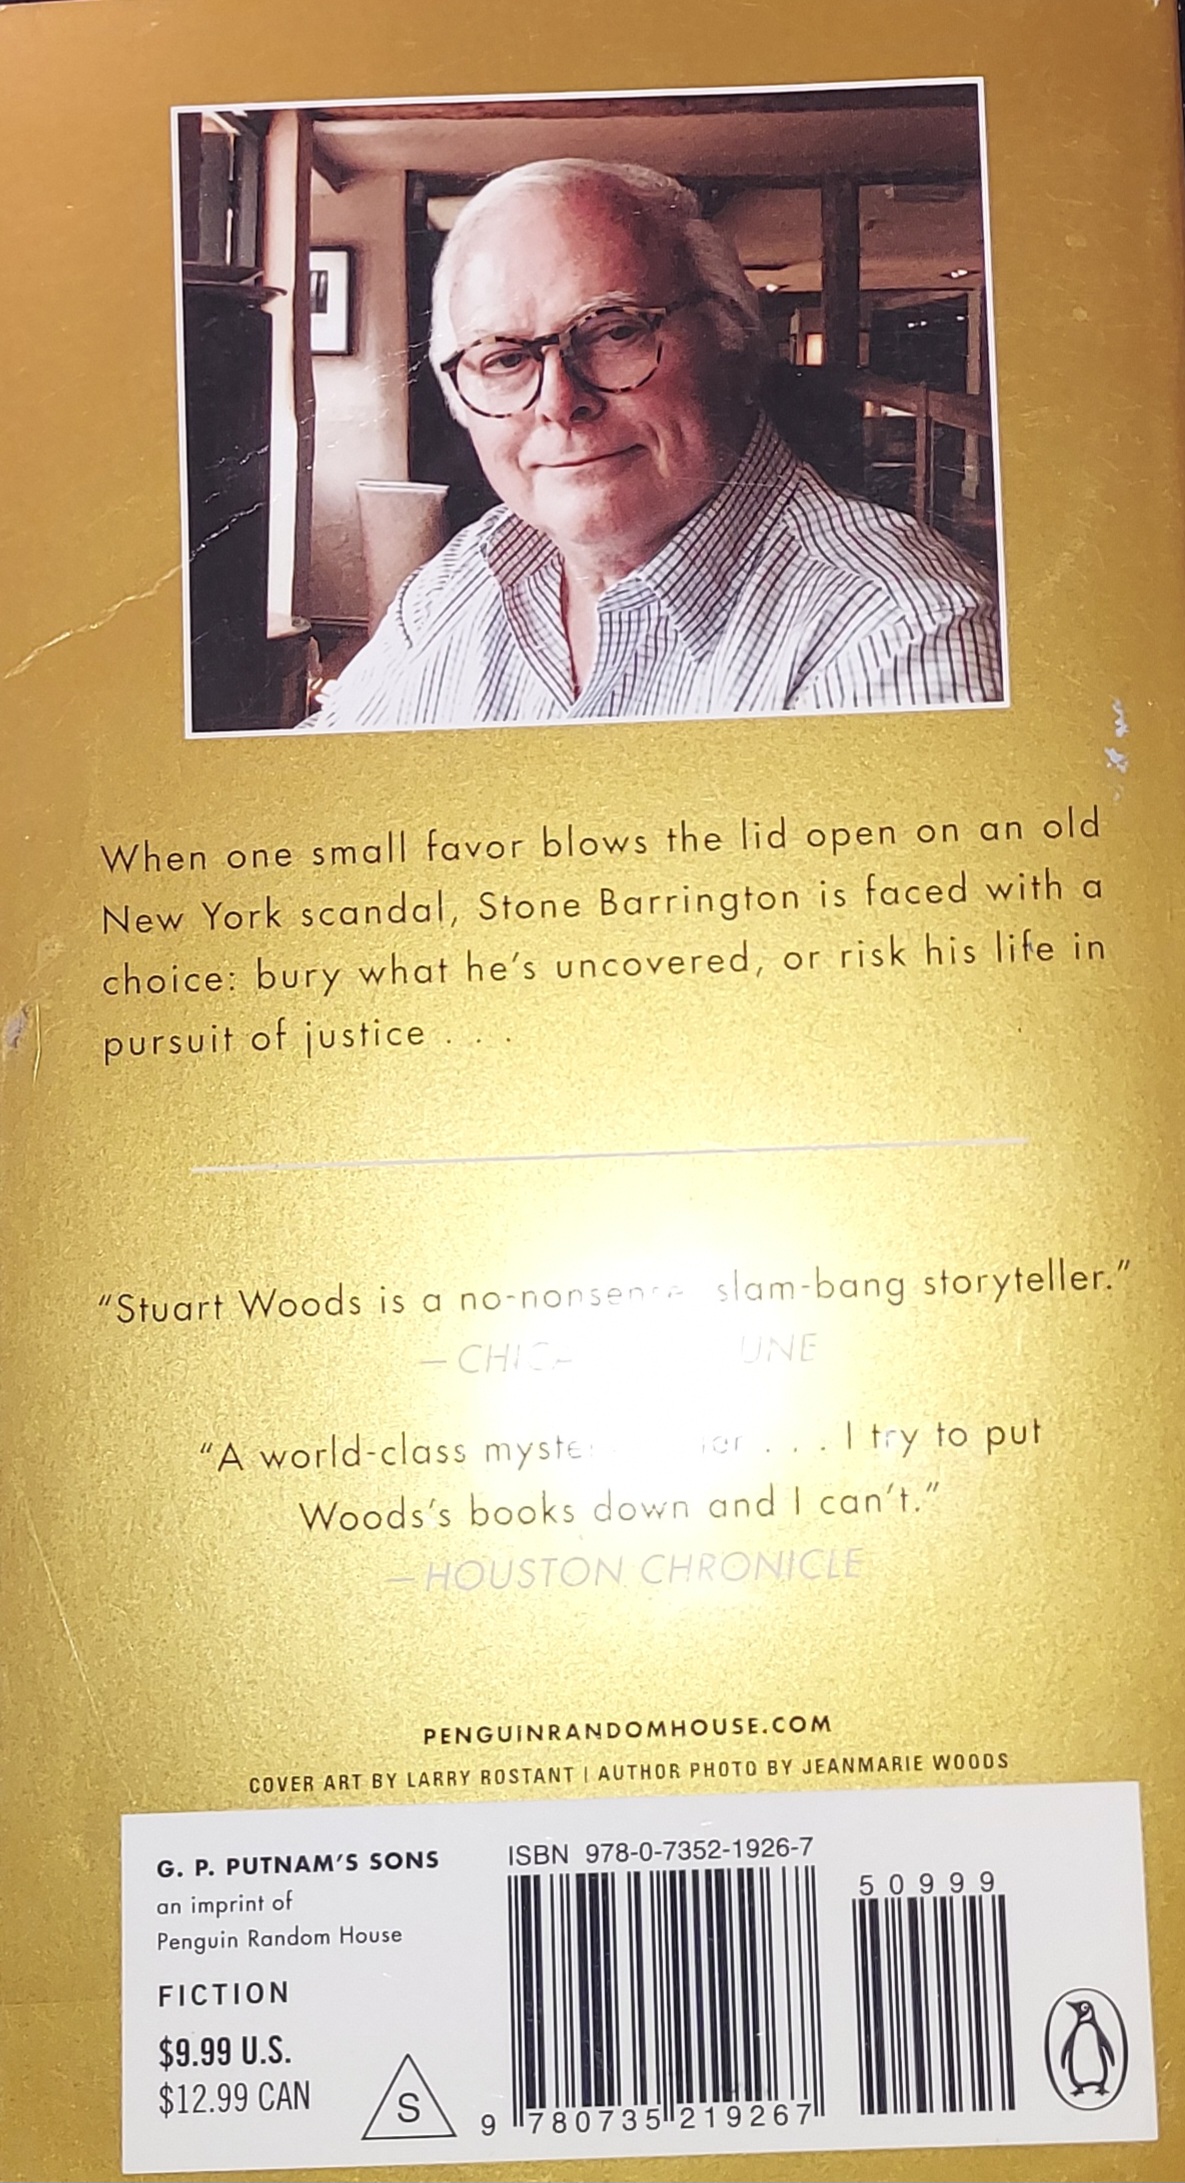 When one small favor blows the lid open on an old
New York scandal, Stone Barrington is faced with a
choice: bury what he's uncovered, or risk his life in
pursuit of justice . . .
"Stuart Woods is a no-nonsense slam-bang storyteller."
"A world-class . . . I try to put
Woods's books down and I can't."
—HOUSTON CHRONICLE
PENGUINRANDOMHOUSE.COM
COVER ART BY LARRY ROSTANT | AUTHOR PHOTO BY JEANMARIE WOODS
G. P. PUTNAM'S SONS
an imprint of
Penguin Random House
FICTION
$9.99 U.S.
$12.99 CAN
S
ISBN 978-0-7352-1926-7
9 780735 219267
50999